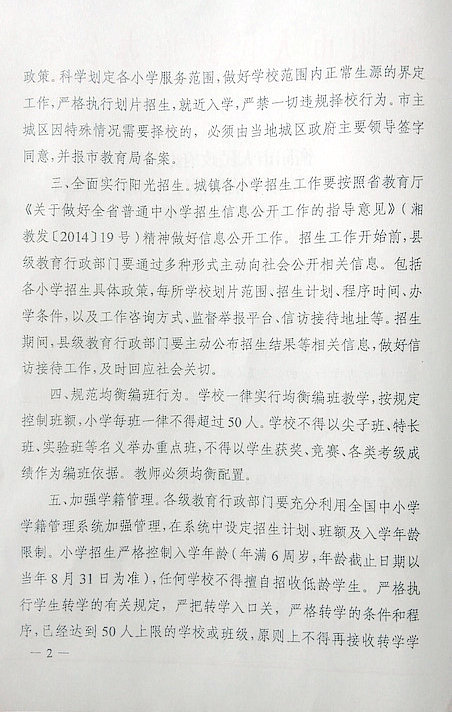 政策。科学划定各小学服务范围,做好学校范围内正常生源的界定
工作,严格执行划片招生,就近入学,严禁一切违规择校行为。市主
城区因特殊情况需要择校的,必须由当地城区政府主要领导签字
同意,并报市教育局备案。
三、全面实行阳光招生。城镇各小学招生工作要按照省教育厅
《关于做好全省普通中小学招生信息公开工作的指导意见》(湘
教发〔2014〕19号)精神做好信息公开工作。招生工作开始前,县
级教育行政部门要通过多种形式主动向社会公开相关信息。包括
各小学招生具体政策,每所学校划片范围、招生计划、程序时间、办
学条件,以及工作咨询方式、监督举报平台、信访接待地址等。招生
期间,县级教育行政部门要主动公布招生结果等相关信息,做好信
访接待工作,及时回应社会关切。
四、规范均衡编班行为。学校一律实行均衡编班教学,按规定
控制班额,小学每班一律不得超过50人。学校不得以尖子班、特长
班、实验班等名义举办重点班,不得以学生获奖、竞赛、各类考级成
绩作为编班依据。教师必须均衡配置。
五、加强学籍管理。各级教育行政部门要充分利用全国中小学
学籍管理系统加强管理,在系统中设定招生计划、班额及入学年龄
限制。小学招生严格控制入学年龄(年满6周岁,年龄截止日期以
当年8月31日为准),任何学校不得擅自招收低龄学生。严格执
行学生转学的有关规定,严把转学入口关,严格转学的条件和程
序,已经达到50人上限的学校或班级,原则上不得再接收转学学
— 2 —